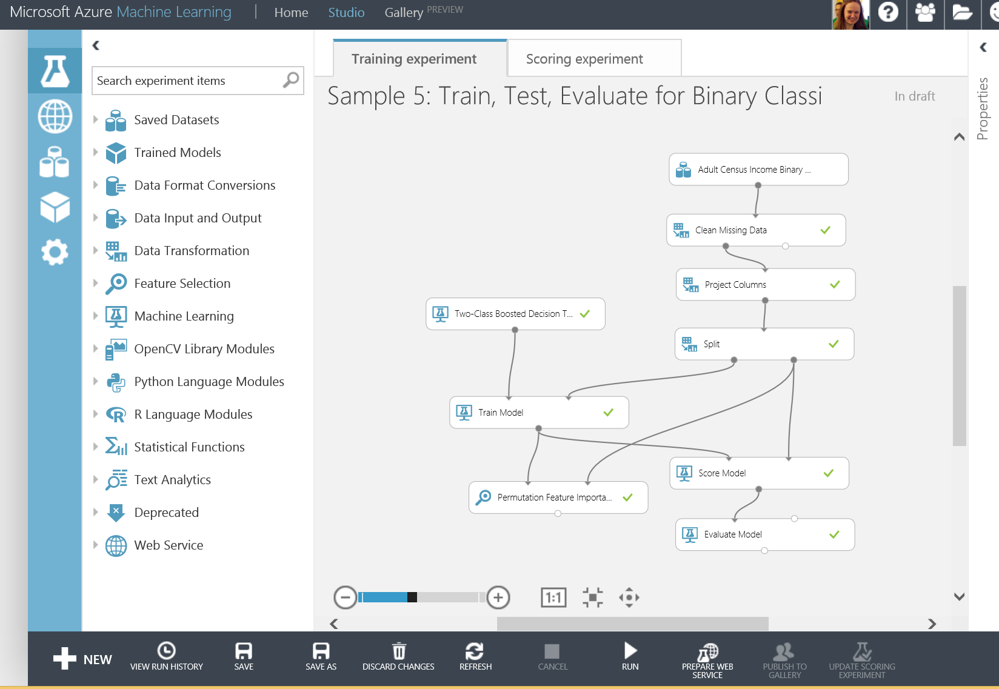 Microsoft Azure Machine Learning | Home Studio Gallery PREVIEW
Training experiment
Scoring experiment
Search experiment items
Sample 5: Train, Test, Evaluate for Binary Classi
In draft
Properties
Saved Datasets
Trained Models
Data Format Conversions
Data Input and Output
Data Transformation
Feature Selection
Machine Learning
OpenCV Library Modules
Python Language Modules
R Language Modules
Statistical Functions
Text Analytics
Deprecated
Web Service
Adult Census Income Binary ...
Clean Missing Data
Project Columns
Two-Class Boosted Decision T...
Split
Train Model
Score Model
Permutation Feature Importa...
Evaluate Model
1:1
NEW
VIEW RUN HISTORY
SAVE
SAVE AS
DISCARD CHANGES
REFRESH
CANCEL
RUN
PREPARE WEB
SERVICE
PUBLISH TO
GALLERY
UPDATE SCORING
EXPERIMENT